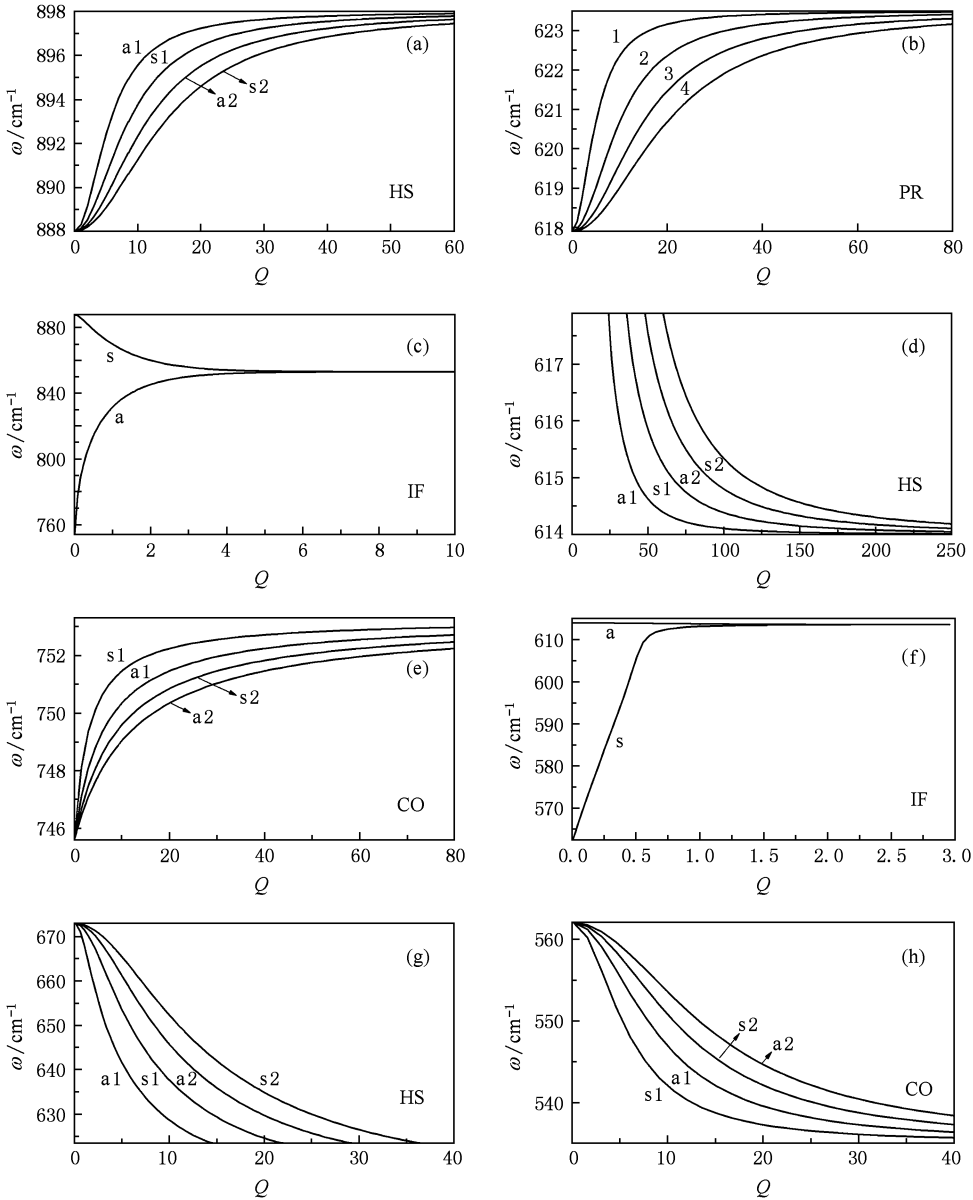 898
896
894
892
890
888
ω/cm⁻¹
a1
s1
s2
a2
(a)
HS
0 10 20 30 40 50 60
Q
623
622
621
620
619
618
ω/cm⁻¹
1
2
3
4
(b)
PR
0 20 40 60 80
Q
880
840
800
760
ω/cm⁻¹
s
a
(c)
IF
0 2 4 6 8 10
Q
617
616
615
614
ω/cm⁻¹
a1
s1
a2
s2
(d)
HS
0 50 100 150 200 250
Q
752
750
748
746
ω/cm⁻¹
s1
a1
s2
a2
(e)
CO
0 20 40 60 80
Q
610
600
590
580
570
ω/cm⁻¹
a
s
(f)
IF
0.0 0.5 1.0 1.5 2.0 2.5 3.0
Q
670
660
650
640
630
ω/cm⁻¹
a1
s1
a2
s2
(g)
HS
0 10 20 30 40
Q
560
550
540
ω/cm⁻¹
s2
a2
a1
s1
(h)
CO
0 10 20 30 40
Q